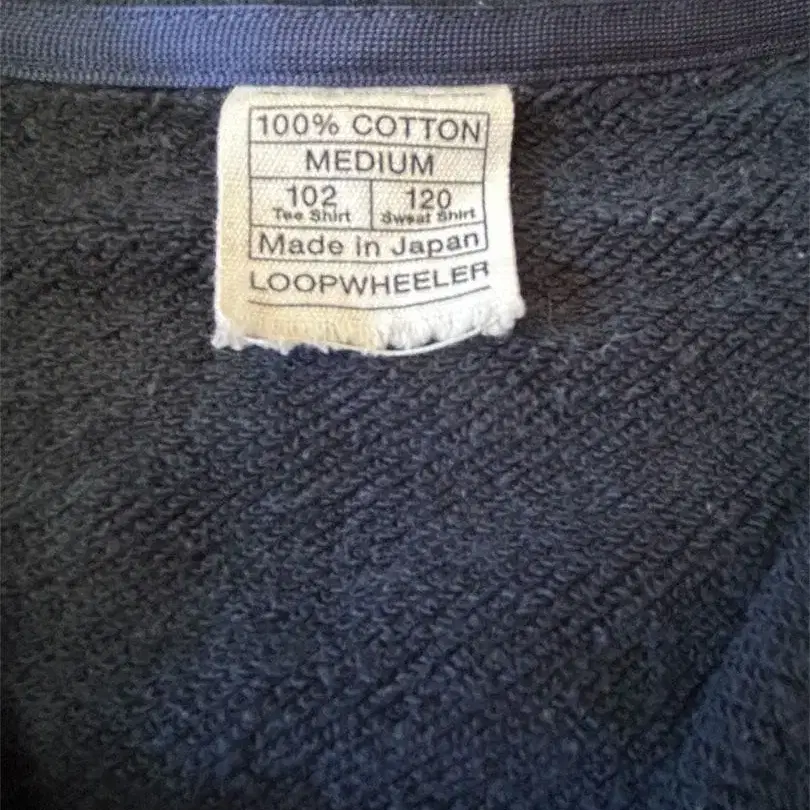 100% COTTON
MEDIUM
102 120
Tee Shirt Sweat Shirt
Made in Japan
LOOPWHEELER